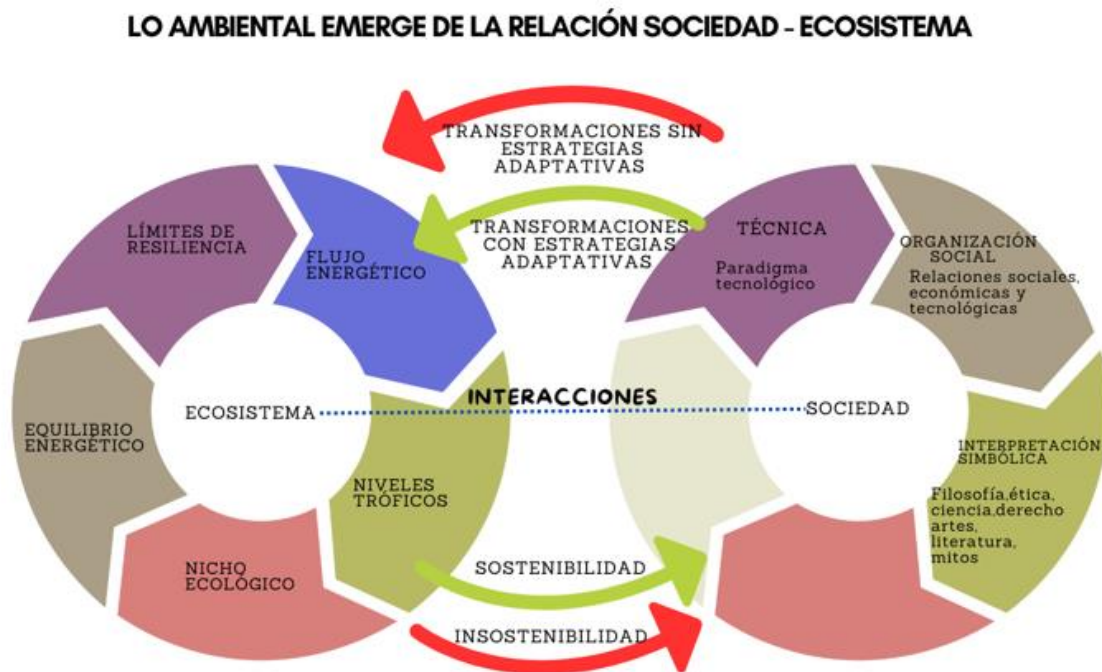 LO AMBIENTAL EMERGE DE LA RELACIÓN SOCIEDAD - ECOSISTEMA
TRANSFORMACIONES SIN
ESTRATEGIAS
ADAPTATIVAS
TRANSFORMACIONES
CON ESTRATEGIAS
ADAPTATIVAS
LÍMITES DE
RESILIENCIA
FLUJO
ENERGÉTICO
EQUILIBRIO
ENERGÉTICO
ECOSISTEMA
NIVELES
TRÓFICOS
NICHO
ECOLÓGICO
INTERACCIONES
TÉCNICA
Paradigma
tecnológico
ORGANIZACIÓN
SOCIAL
Relaciones sociales,
económicas y
tecnológicas
SOCIEDAD
INTERPRETACIÓN
SIMBÓLICA
Filosofía,ética,
ciencia,derecho
artes,
literatura,
mitos
SOSTENIBILIDAD
INSOSTENIBILIDAD